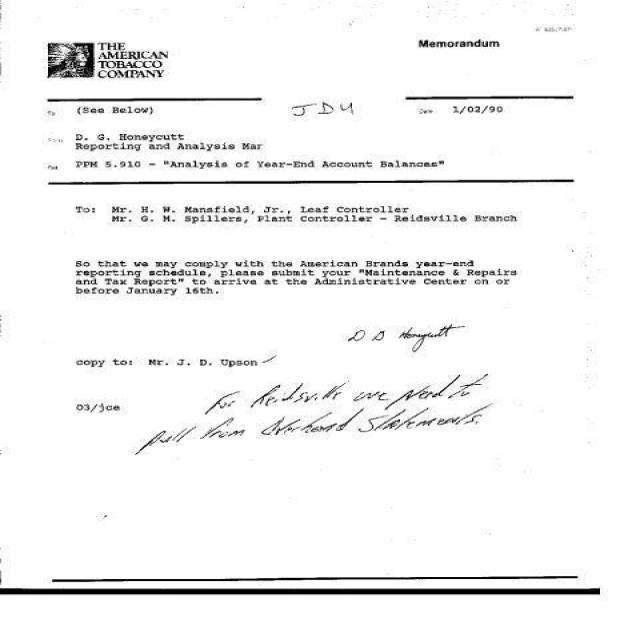 THE
AMERICAN
TOBACCO
COMPANY
Memorandum
To (See Below)
JDU
Date 1/02/90
From D. G. Honeycutt
Reporting and Analysis Mar
PPM 5.910 - "Analysis of Year-End Account Balances"
To: Mr. H. W. Mansfield, Jr., Leaf Controller
Mr. G. M. Spillers, Plant Controller - Reidsville Branch
So that we may comply with the American Brands year-end
reporting schedule, please submit your "Maintenance & Repairs
and Tax Report" to arrive at the Administrative Center on or
before January 16th.
D G Honeycutt
copy to: Mr. J. D. Upson
03/jce
For Reidsville we need to
pull from Overhead Statements.